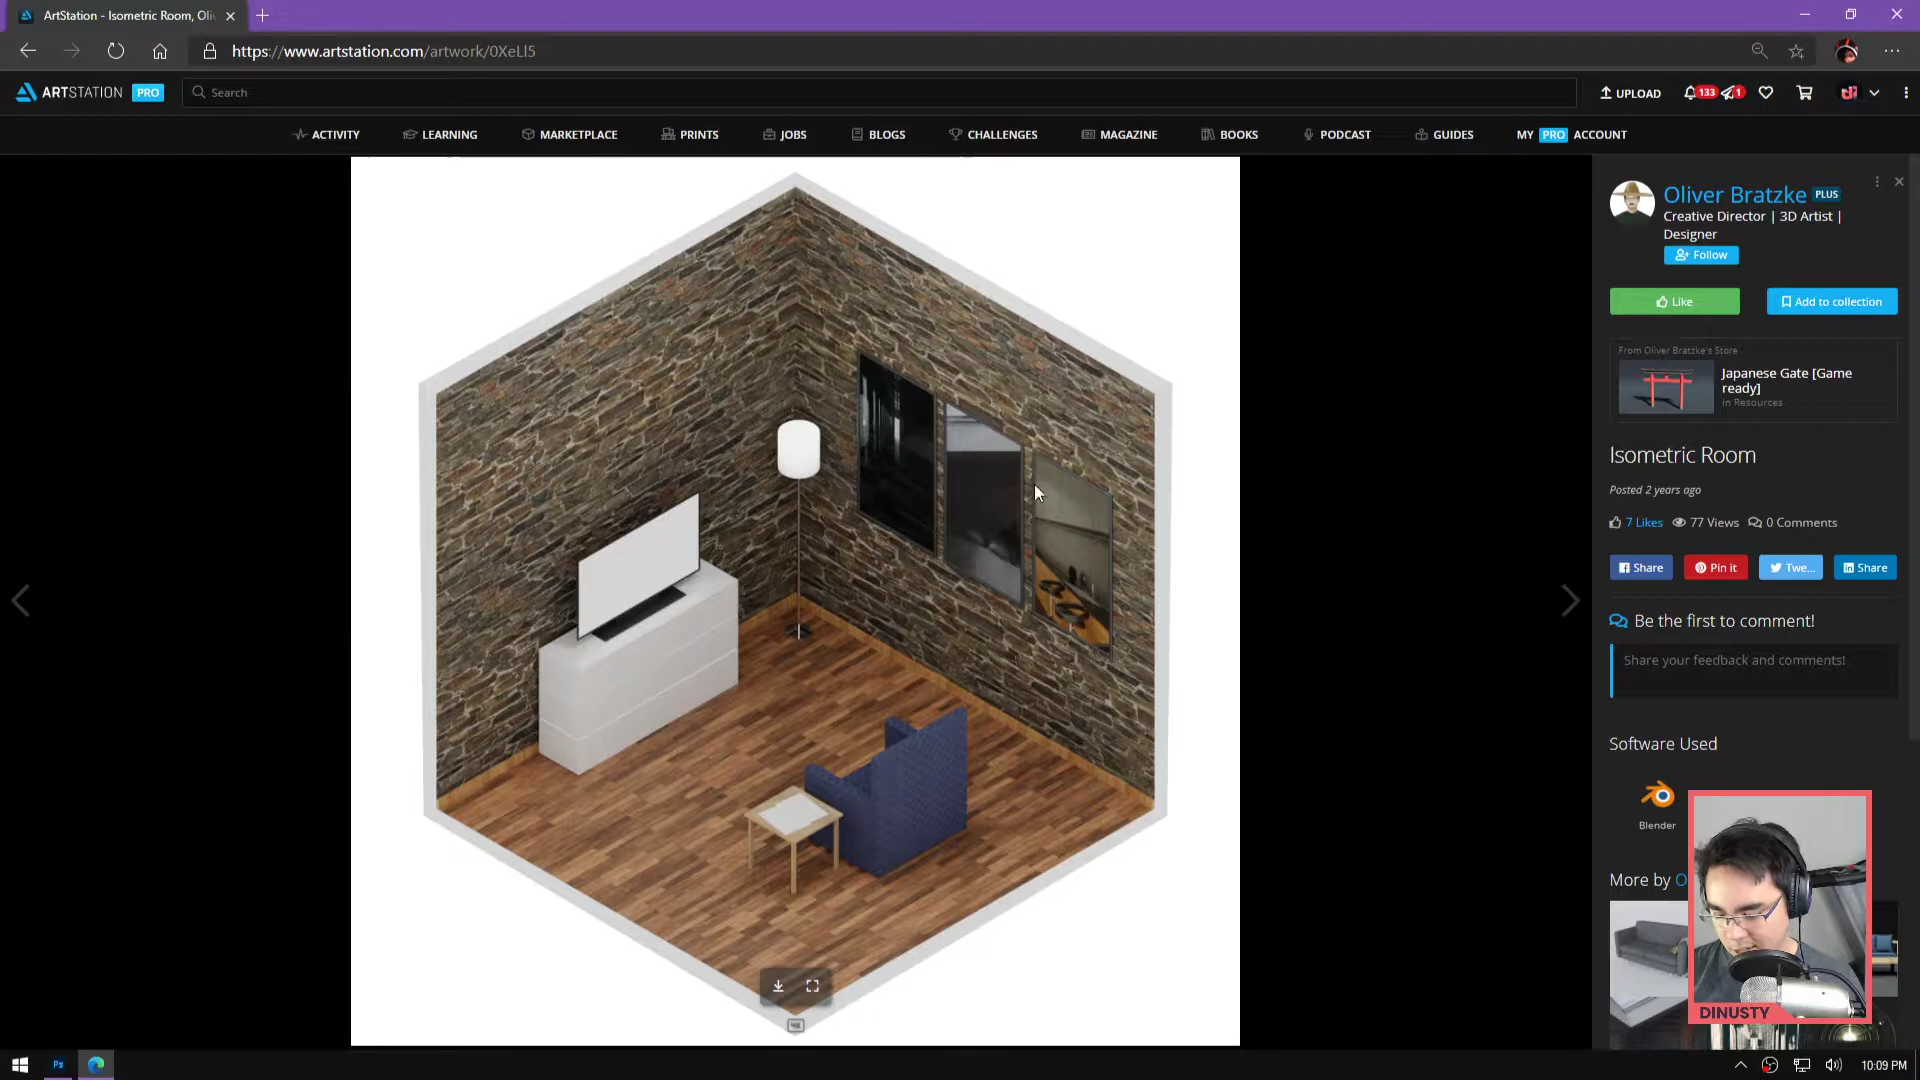 ArtStation - Isometric Room, Oli
https://www.artstation.com/artwork/0XeLl5
ARTSTATION PRO
Search
UPLOAD
133
1
ACTIVITY
LEARNING
MARKETPLACE
PRINTS
JOBS
BLOGS
CHALLENGES
MAGAZINE
BOOKS
PODCAST
GUIDES
MY PRO ACCOUNT
Oliver Bratzke PLUS
Creative Director | 3D Artist |
Designer
Follow
Like
Add to collection
From Oliver Bratzke's Store
Japanese Gate [Game
ready]
in Resources
Isometric Room
Posted 2 years ago
7 Likes 77 Views 0 Comments
Share
Pin it
Twe...
Share
Be the first to comment!
Share your feedback and comments!
Software Used
Blender
More by O
4K
DINUSTY
Ps
10:09 PM